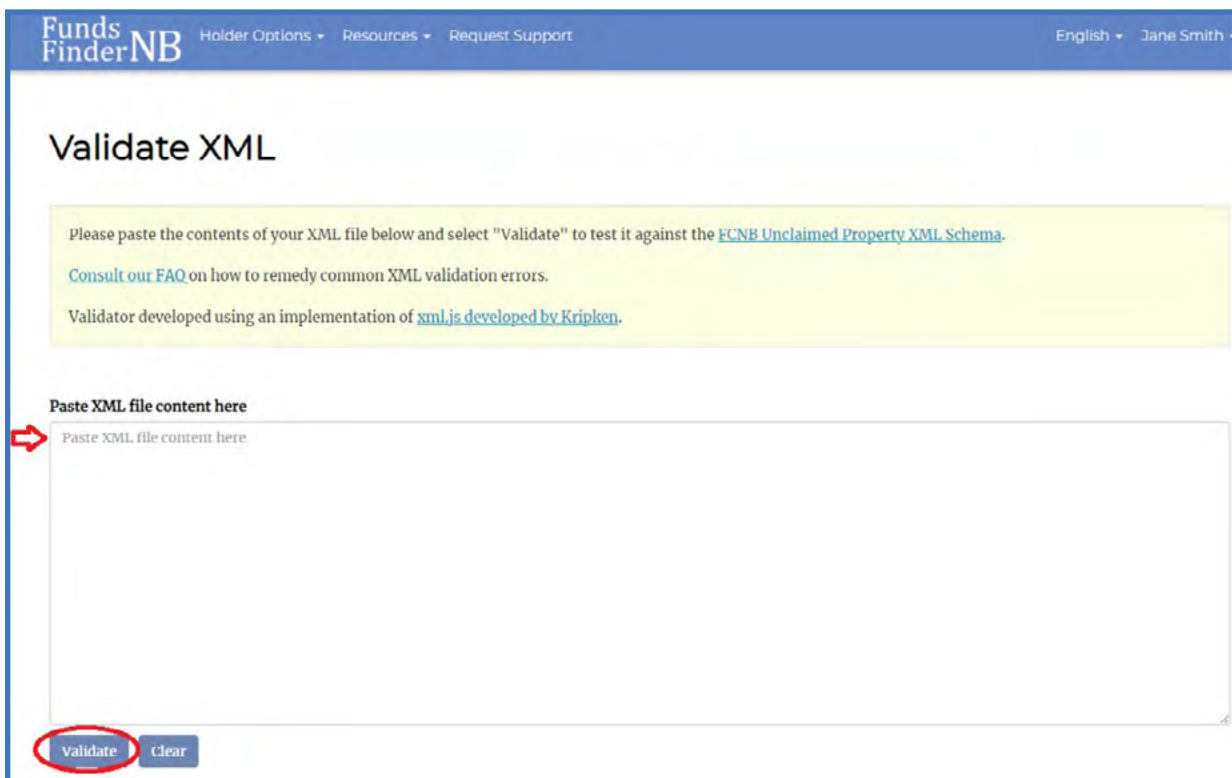 Funds
FinderNB
Holder Options Resources Request Support English Jane Smith
Validate XML
Please paste the contents of your XML file below and select "Validate" to test it against the FCNB Unclaimed Property XML Schema.
Consult our FAQ on how to remedy common XML validation errors.
Validator developed using an implementation of xml.js developed by Kripken.
Paste XML file content here
Paste XML file content here
Validate Clear